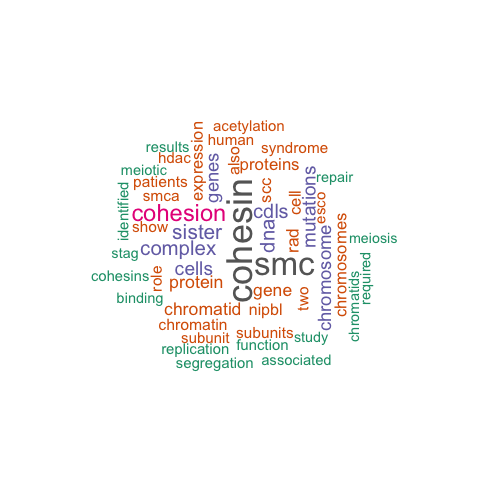 acetylation
results
human
hdac
expression
also
syndrome
meiotic
genes
proteins
patients
scc
mutations
repair
smca
cell
esco
identified
cohesion
cohesin
cdls
show
sister
dna
rad
chromosome
chromosomes
meiosis
stag
complex
smc
cohesins
cells
role
protein
gene
two
chromatids
required
binding
chromatid
nipbl
chromatin
subunits
subunit
function
study
replication
segregation
associated